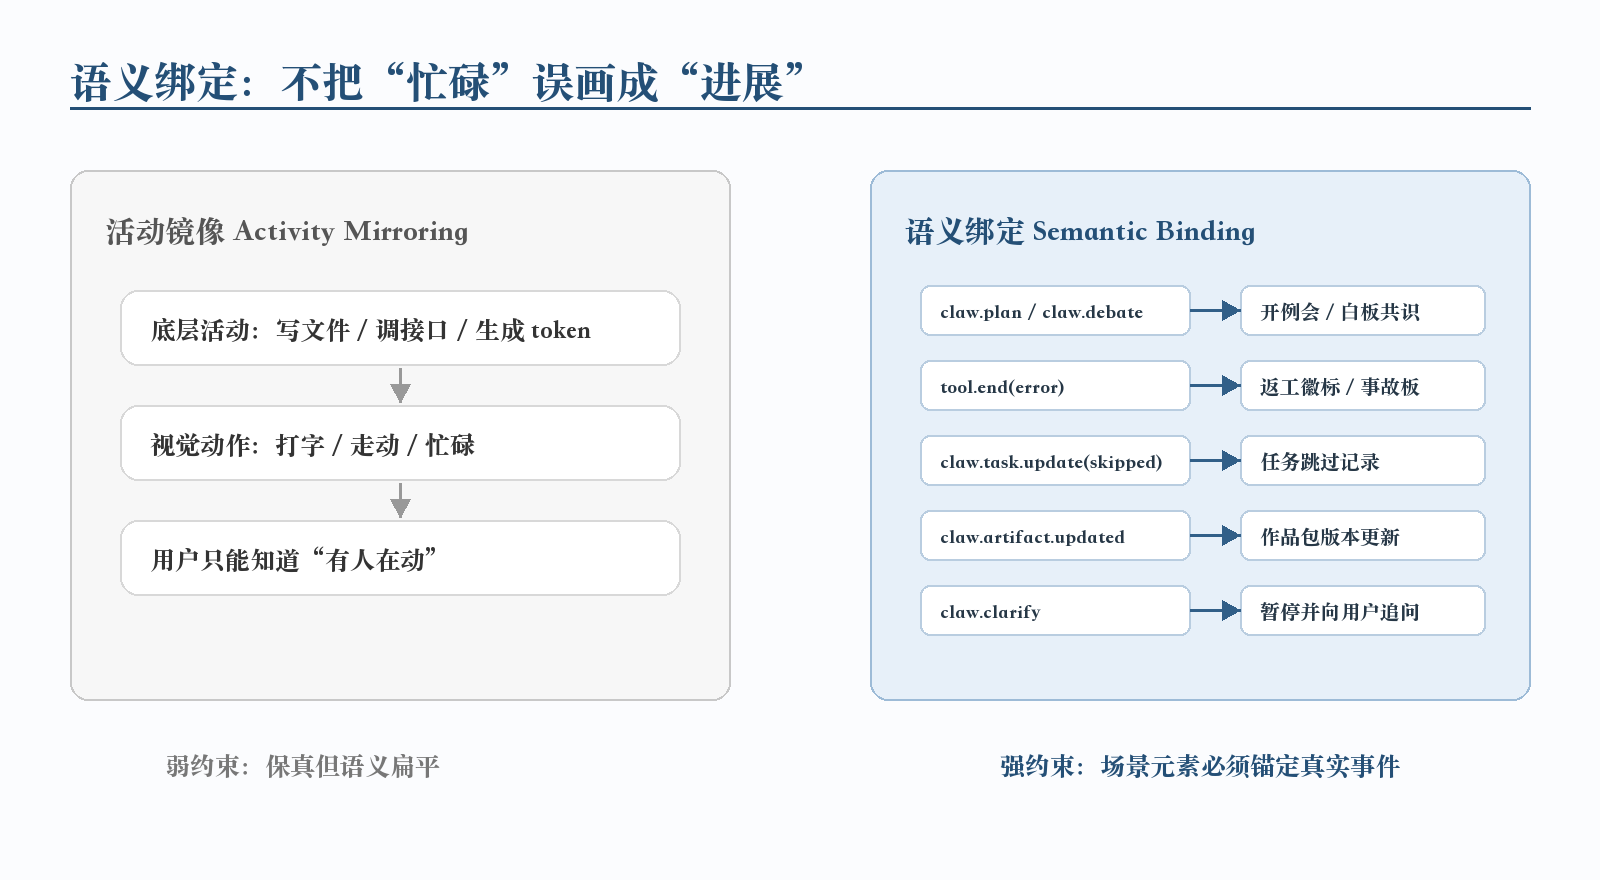 语义绑定：不把“忙碌”误画成“进展”
活动镜像 Activity Mirroring
底层活动：写文件 / 调接口 / 生成 token
视觉动作：打字 / 走动 / 忙碌
用户只能知道“有人在动”
弱约束：保真但语义扁平
语义绑定 Semantic Binding
claw.plan / claw.debate
开例会 / 白板共识
tool.end(error)
返工徽标 / 事故板
claw.task.update(skipped)
任务跳过记录
claw.artifact.updated
作品包版本更新
claw.clarify
暂停并向用户追问
强约束：场景元素必须锚定真实事件